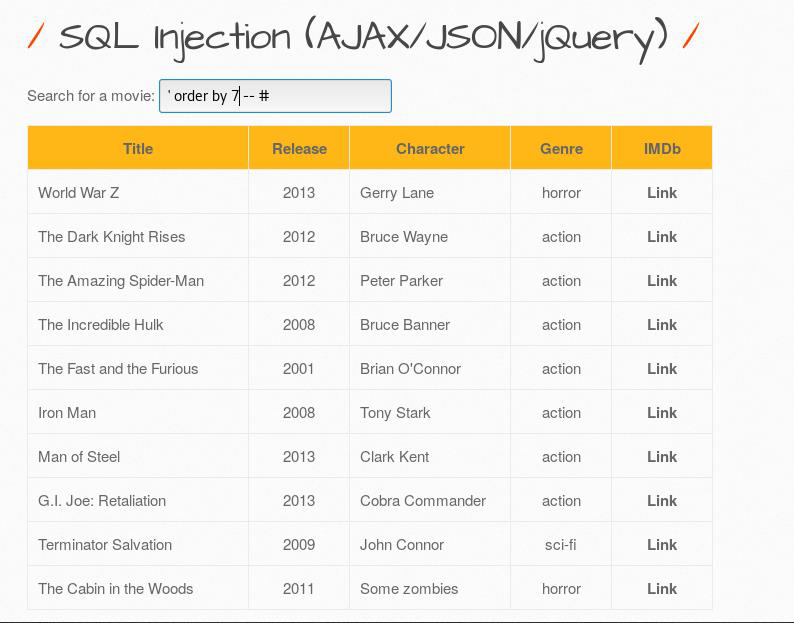 / SQL Injection (AJAX/JSON/jQuery) /
Search for a movie: ' order by 7 -- #
Title Release Character Genre IMDb
World War Z 2013 Gerry Lane horror Link
The Dark Knight Rises 2012 Bruce Wayne action Link
The Amazing Spider-Man 2012 Peter Parker action Link
The Incredible Hulk 2008 Bruce Banner action Link
The Fast and the Furious 2001 Brian O'Connor action Link
Iron Man 2008 Tony Stark action Link
Man of Steel 2013 Clark Kent action Link
G.I. Joe: Retaliation 2013 Cobra Commander action Link
Terminator Salvation 2009 John Connor sci-fi Link
The Cabin in the Woods 2011 Some zombies horror Link